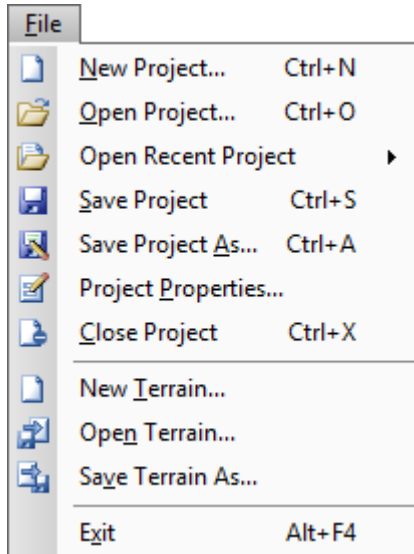 File
New Project... Ctrl+N
Open Project... Ctrl+O
Open Recent Project
Save Project Ctrl+S
Save Project As... Ctrl+A
Project Properties...
Close Project Ctrl+X
New Terrain...
Open Terrain...
Save Terrain As...
Exit Alt+F4